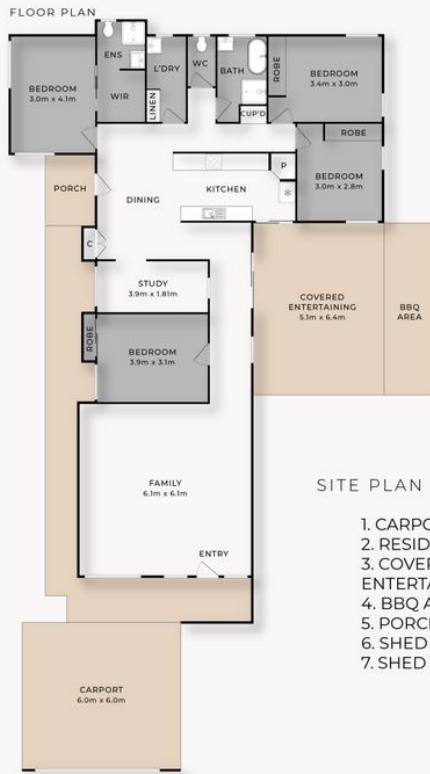 FLOOR PLAN
ENS
L'DRY
WC
BATH
ROBE
BEDROOM
3.0m x 4.1m
WIR
LINEN
CUP'D
BEDROOM
3.4m x 3.0m
ROBE
BEDROOM
3.0m x 2.8m
P
KITCHEN
DINING
PORCH
C
STUDY
3.9m x 1.81m
COVERED
ENTERTAINING
5.1m x 6.4m
BBQ
AREA
ROBE
BEDROOM
3.9m x 3.1m
FAMILY
6.1m x 6.1m
ENTRY
CARPORT
6.0m x 6.0m
SITE PLAN
1. CARPO
2. RESID
3. COVER
ENTERTA
4. BBQ A
5. PORCH
6. SHED
7. SHED